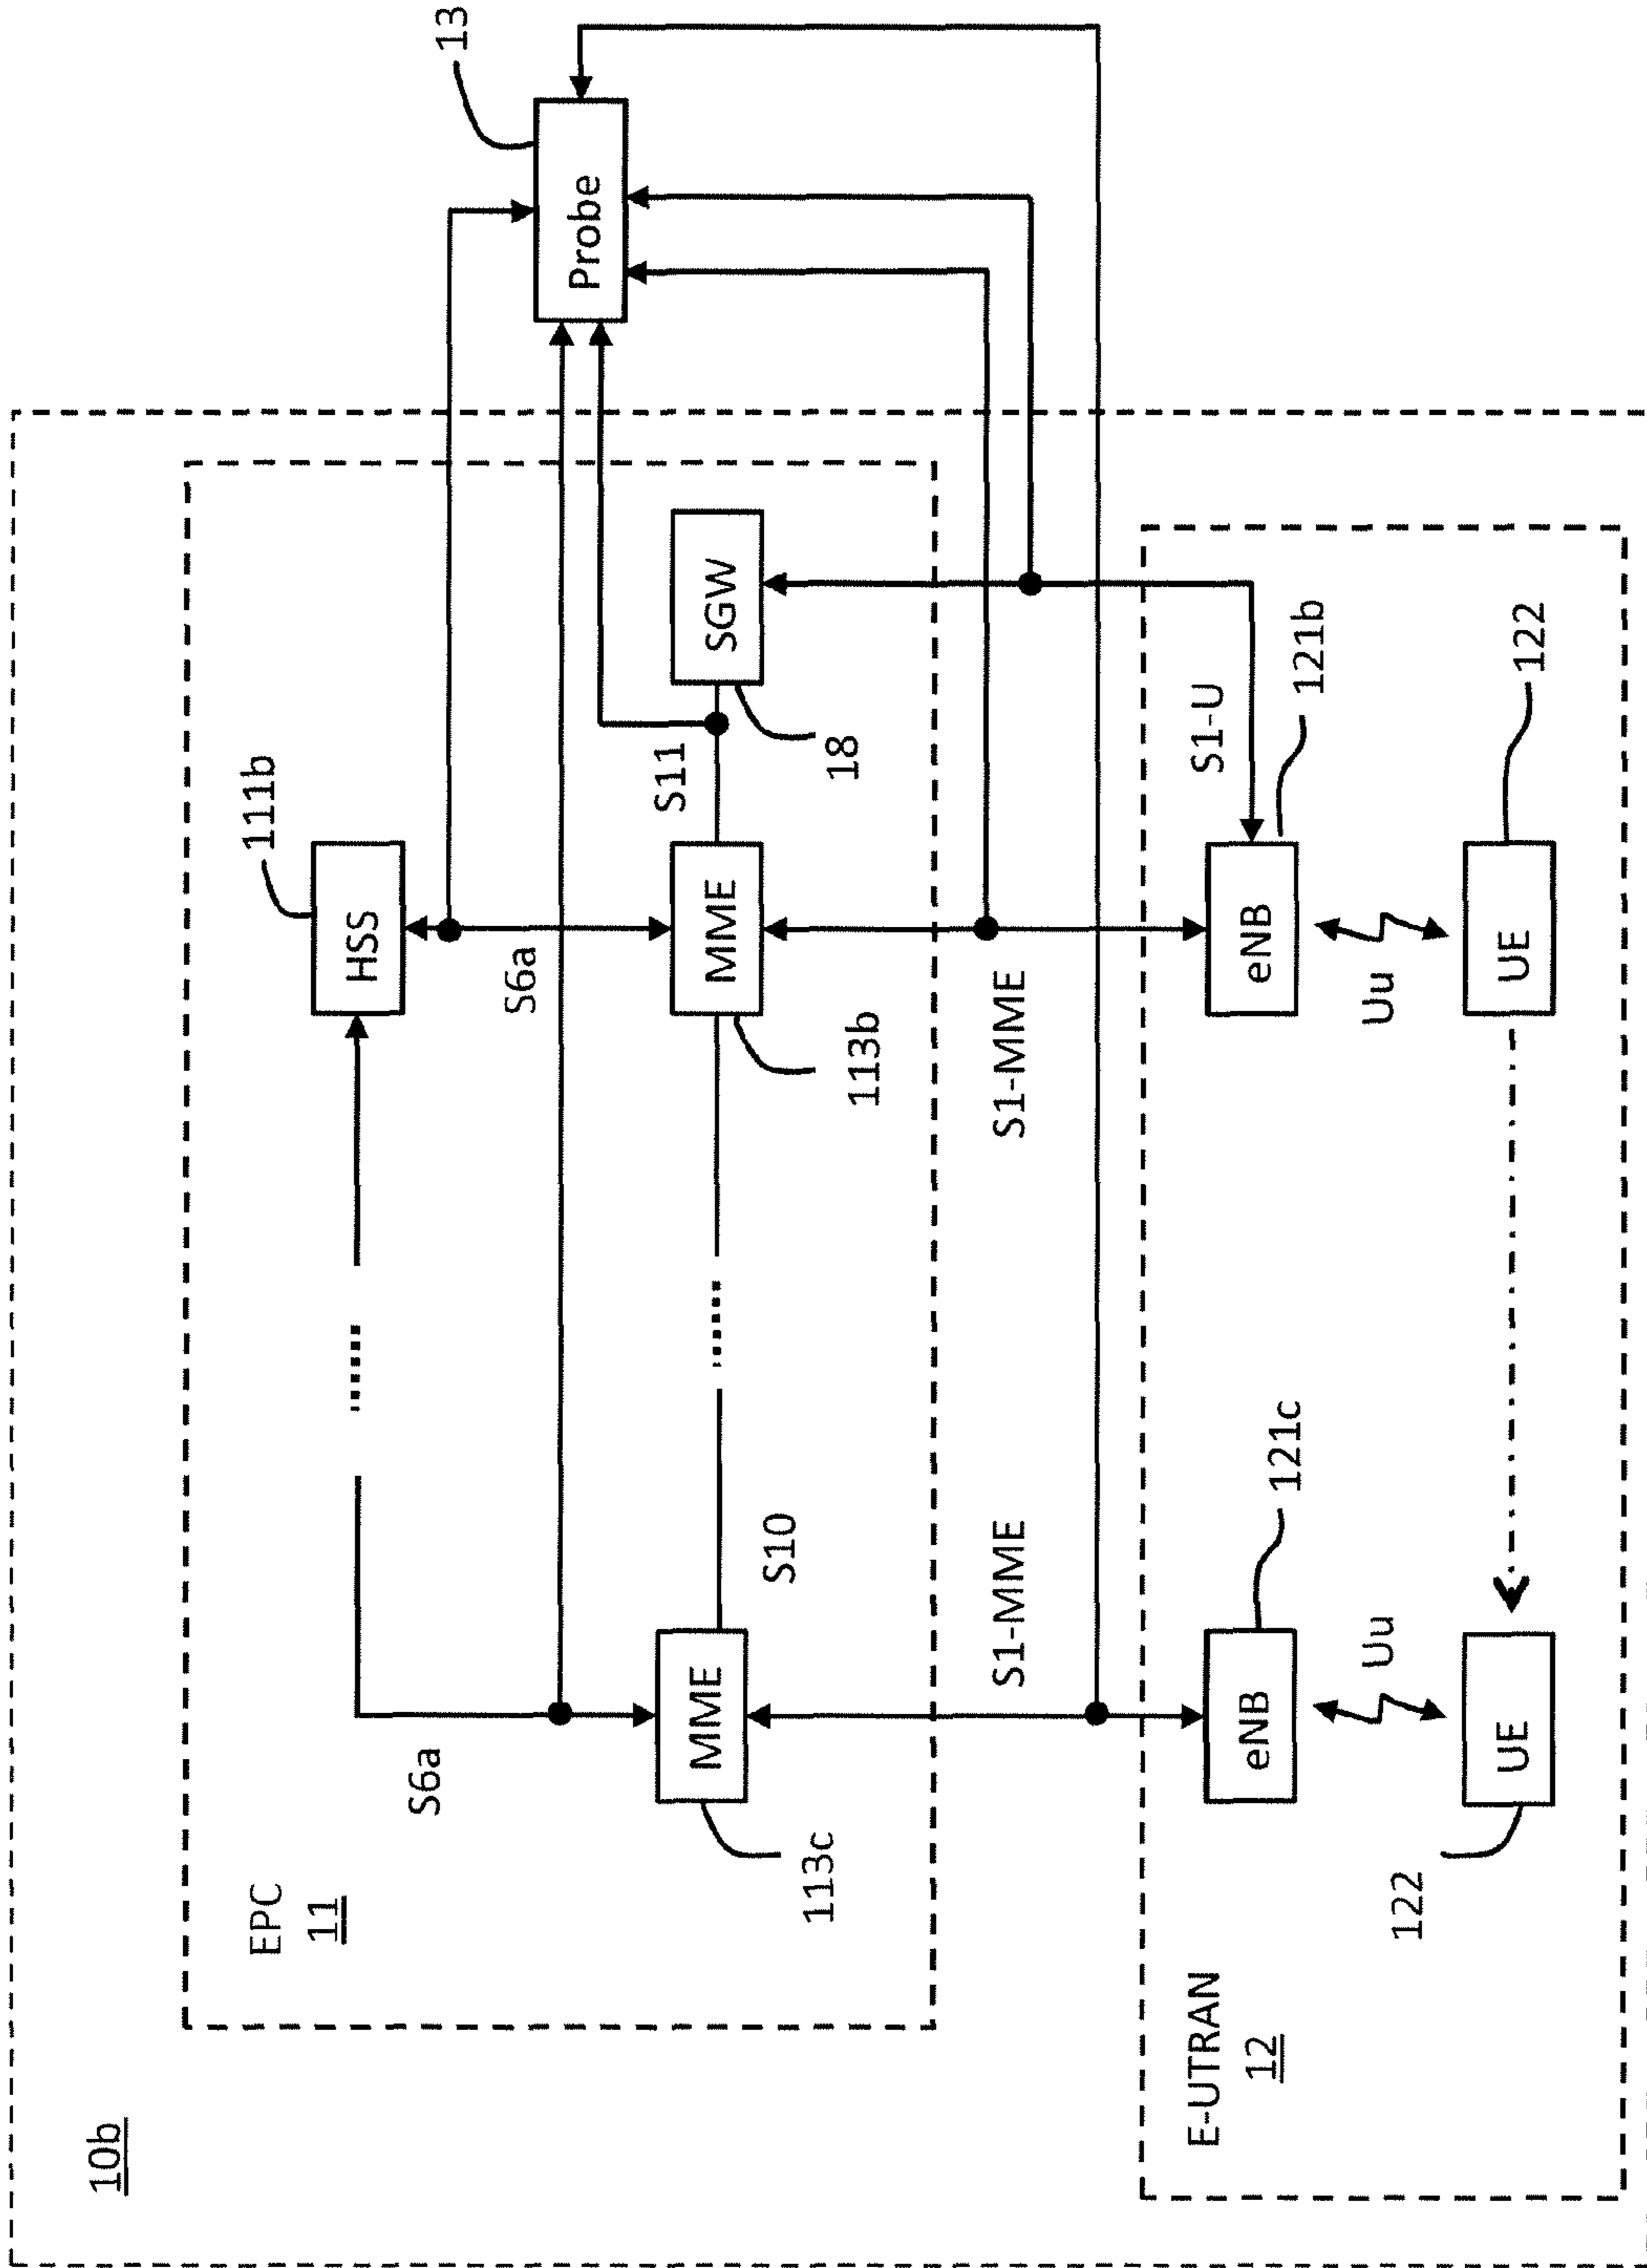 10b
EPC
11
111b
HSS
13
S6a
S6a
Probe
S11
MME
MME
SGW
S10
113c
113b
18
S1-MME
S1-MME
E-UTRAN
12
S1-U
eNB
eNB
121c
121b
Uu
Uu
122
UE
UE
122